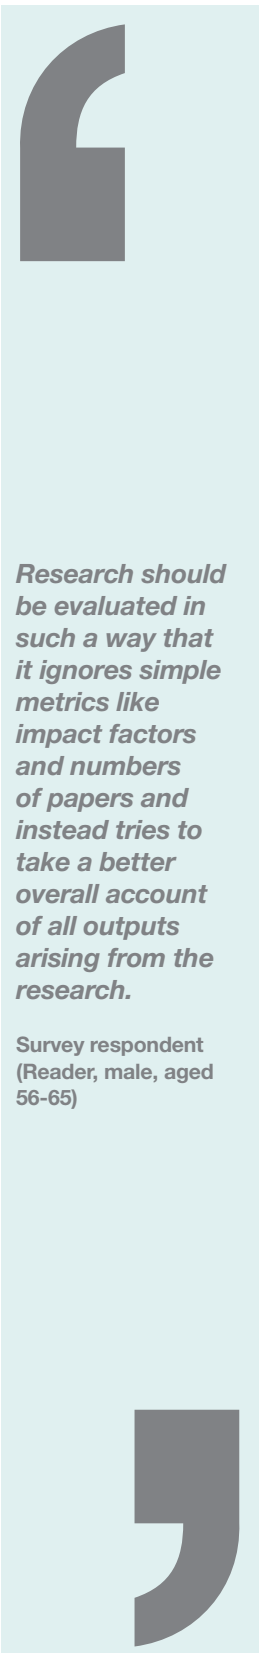 ‘
Research should
be evaluated in
such a way that
it ignores simple
metrics like
impact factors
and numbers
of papers and
instead tries to
take a better
overall account
of all outputs
arising from the
research.
Survey respondent
(Reader, male, aged
56-65)
’